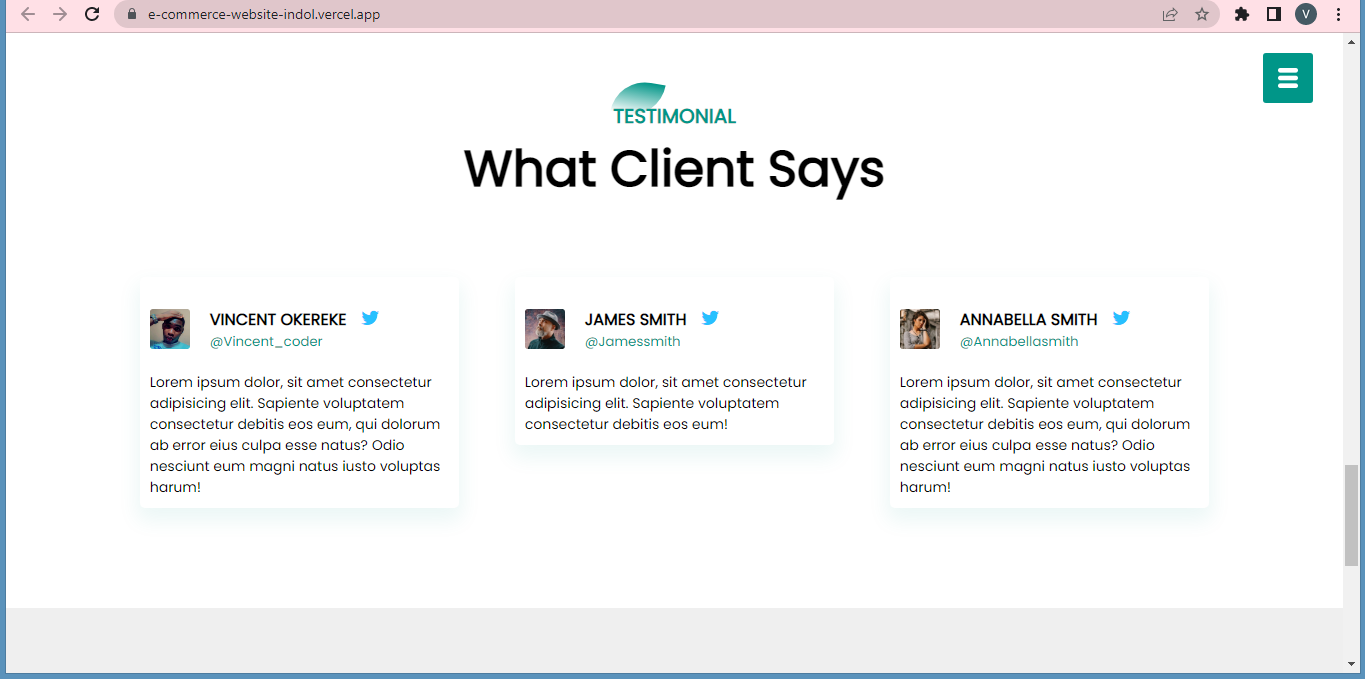 e-commerce-website-indol.vercel.app
V
TESTIMONIAL
What Client Says
VINCENT OKEREKE
@Vincent_coder
Lorem ipsum dolor, sit amet consectetur
adipisicing elit. Sapiente voluptatem
consectetur debitis eos eum, qui dolorum
ab error eius culpa esse natus? Odio
nesciunt eum magni natus iusto voluptas
harum!
JAMES SMITH
@Jamessmith
Lorem ipsum dolor, sit amet consectetur
adipisicing elit. Sapiente voluptatem
consectetur debitis eos eum!
ANNABELLA SMITH
@Annabellasmith
Lorem ipsum dolor, sit amet consectetur
adipisicing elit. Sapiente voluptatem
consectetur debitis eos eum, qui dolorum
ab error eius culpa esse natus? Odio
nesciunt eum magni natus iusto voluptas
harum!